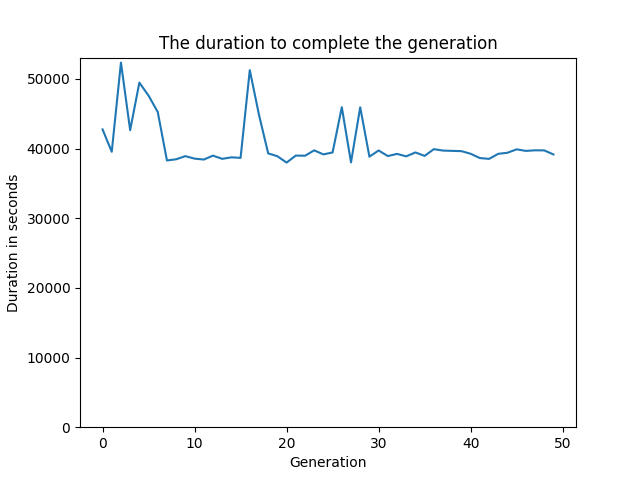 The duration to complete the generation
50000
40000
30000
20000
10000
0
Duration in seconds
0 10 20 30 40 50
Generation